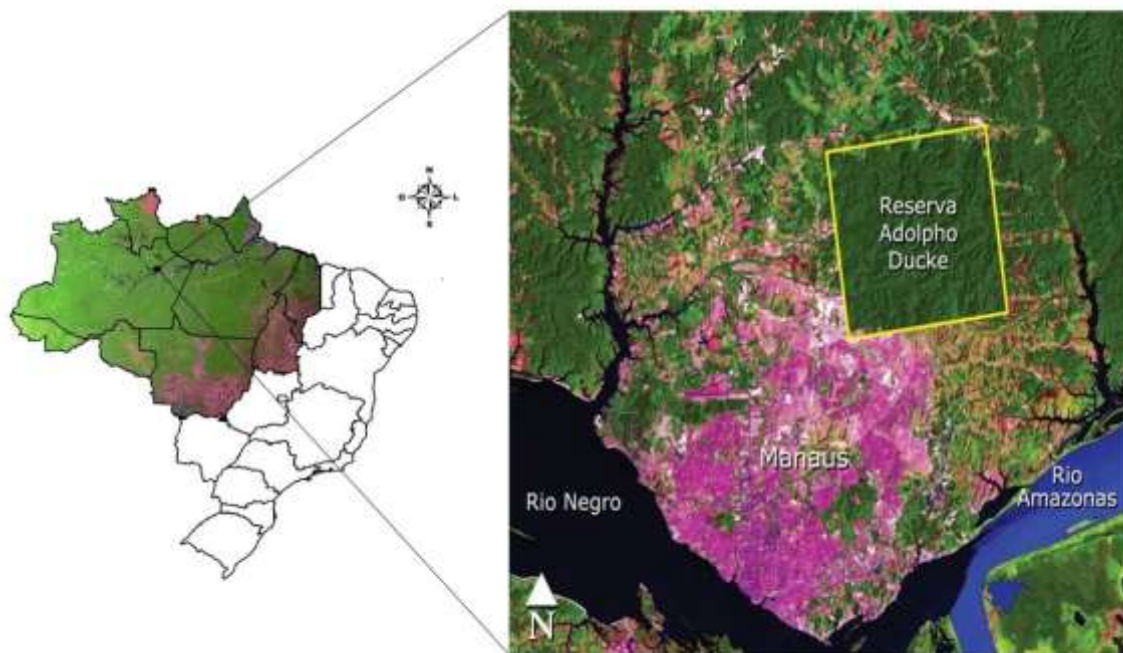 N
O
L
S
Reserva
Adolpho
Ducke
Manaus
Rio Negro
Rio
Amazonas
N